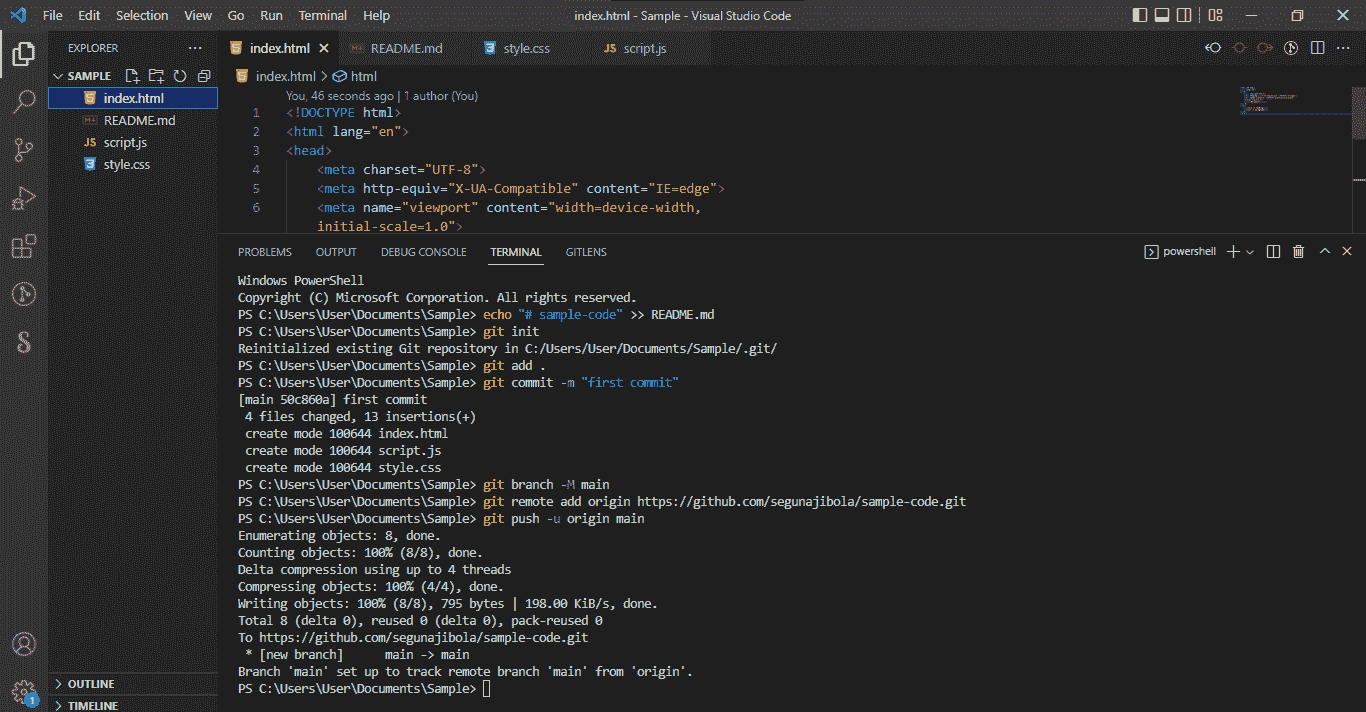 File Edit Selection View Go Run Terminal Help index.html - Sample - Visual Studio Code
EXPLORER
SAMPLE
index.html
README.md
JS script.js
style.css
OUTLINE
TIMELINE
1
index.html README.md style.css JS script.js
index.html > html
You, 46 seconds ago | 1 author (You)
1 <!DOCTYPE html>
2 <html lang="en">
3 <head>
4 <meta charset="UTF-8">
5 <meta http-equiv="X-UA-Compatible" content="IE=edge">
6 <meta name="viewport" content="width=device-width,
initial-scale=1.0">
PROBLEMS OUTPUT DEBUG CONSOLE TERMINAL GITLENS powershell
Windows PowerShell
Copyright (C) Microsoft Corporation. All rights reserved.
PS C:\Users\User\Documents\Sample> echo "# sample-code" >> README.md
PS C:\Users\User\Documents\Sample> git init
Reinitialized existing Git repository in C:/Users/User/Documents/Sample/.git/
PS C:\Users\User\Documents\Sample> git add .
PS C:\Users\User\Documents\Sample> git commit -m "first commit"
[main 50c860a] first commit
4 files changed, 13 insertions(+)
create mode 100644 index.html
create mode 100644 script.js
create mode 100644 style.css
PS C:\Users\User\Documents\Sample> git branch -M main
PS C:\Users\User\Documents\Sample> git remote add origin https://github.com/segunajibola/sample-code.git
PS C:\Users\User\Documents\Sample> git push -u origin main
Enumerating objects: 8, done.
Counting objects: 100% (8/8), done.
Delta compression using up to 4 threads
Compressing objects: 100% (4/4), done.
Writing objects: 100% (8/8), 795 bytes | 198.00 KiB/s, done.
Total 8 (delta 0), reused 0 (delta 0), pack-reused 0
To https://github.com/segunajibola/sample-code.git
* [new branch] main -> main
Branch 'main' set up to track remote branch 'main' from 'origin'.
PS C:\Users\User\Documents\Sample>